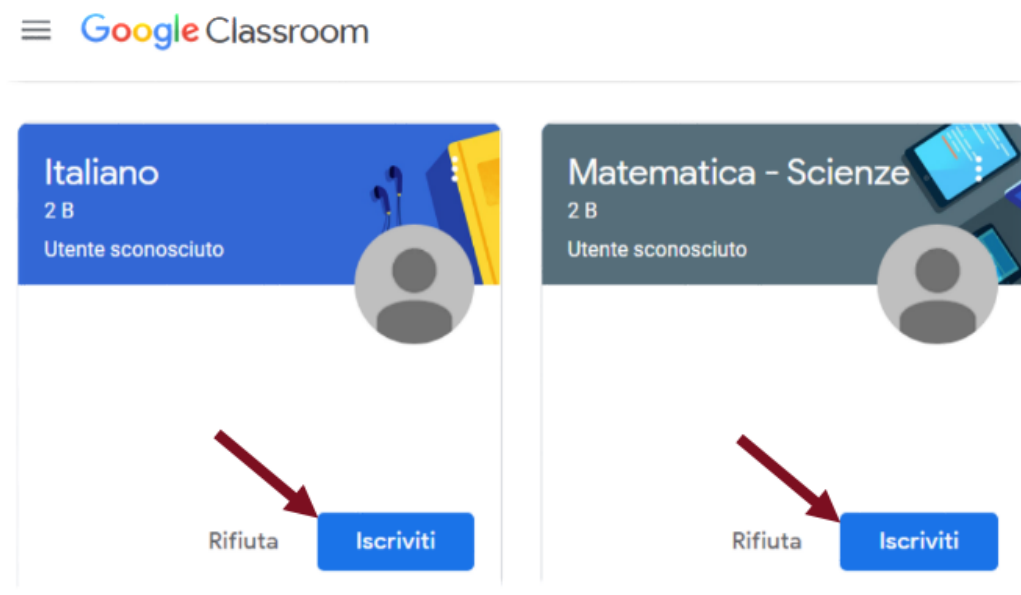 Google Classroom
Italiano
2 B
Utente sconosciuto
Rifiuta
Iscriviti
Matematica - Scienze
2 B
Utente sconosciuto
Rifiuta
Iscriviti